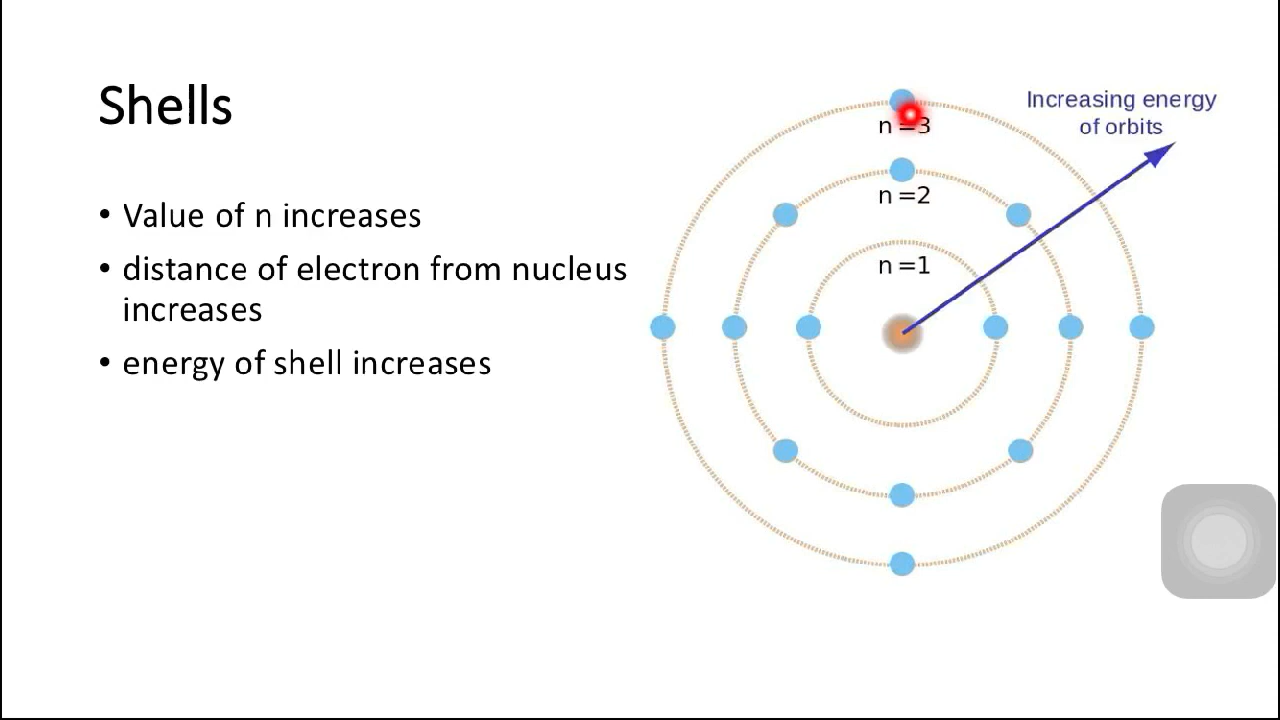 Shells
• Value of n increases
• distance of electron from nucleus
increases
• energy of shell increases
Increasing energy
of orbits
n =3
n =2
n =1